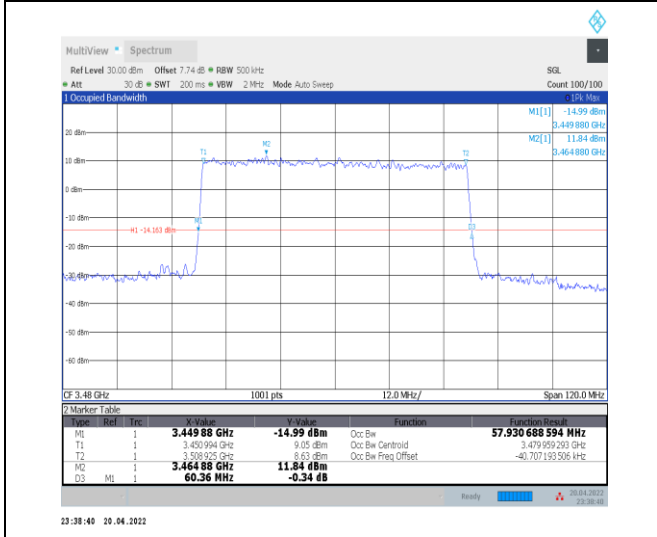 MultiView Spectrum
Ref Level 30.00 dBm Offset 7.74 dB RBW 500 kHz SGL
Att 30 dB SWT 200 ms VBW 2 MHz Mode Auto Sweep Count 100/100
1 Occupied Bandwidth 1Pk Max
M1[1] -14.99 dBm
3.449 880 GHz
M2[1] 11.84 dBm
3.464 880 GHz
20 dBm
T1 M2 T2
10 dBm
0 dBm
-10 dBm
M1 D3
H1 -14.163 dBm
-30 dBm
-40 dBm
-50 dBm
-60 dBm
CF 3.48 GHz 1001 pts 12.0 MHz/ Span 120.0 MHz
2 Marker Table
Type Ref Trc X-Value Y-Value Function Function Result
M1 1 3.449 88 GHz -14.99 dBm Occ Bw 57.930 688 594 MHz
T1 1 3.450 994 GHz 9.05 dBm Occ Bw Centroid 3.479 959 293 GHz
T2 1 3.508 925 GHz 8.63 dBm Occ Bw Freq Offset -40.707 193 506 kHz
M2 1 3.464 88 GHz 11.84 dBm
D3 M1 1 60.36 MHz -0.34 dB
Ready 20.04.2022
23:38:40
23:38:40 20.04.2022